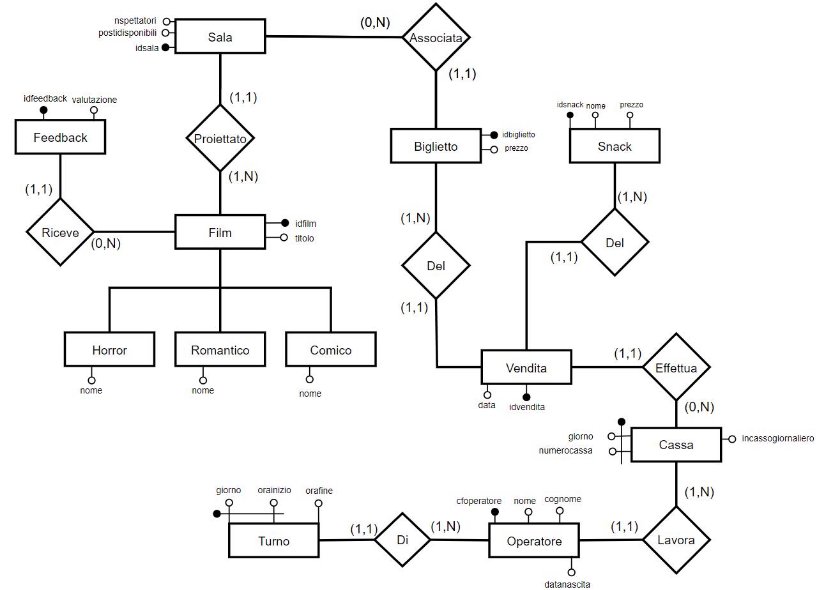 nspettatori
postidisponibili
idsala
Sala
(0,N)
Associata
(1,1)
(1,1)
idfeedback
valutazione
Feedback
Proiettato
Biglietto
idbiglietto
prezzo
idsnack
nome
prezzo
Snack
(1,1)
(1,N)
Riceve
(0,N)
Film
idfilm
titolo
(1,N)
Del
(1,1)
(1,N)
Del
(1,1)
Horror
nome
Romantico
nome
Comico
nome
Vendita
data
idvendita
(1,1)
Effettua
(0,N)
giorno
numerocassa
Cassa
incassogiornaliero
(1,N)
giorno
orainizio
orafine
Turno
(1,1)
Di
(1,N)
cfoperatore
nome
cognome
Operatore
datanascita
(1,1)
Lavora